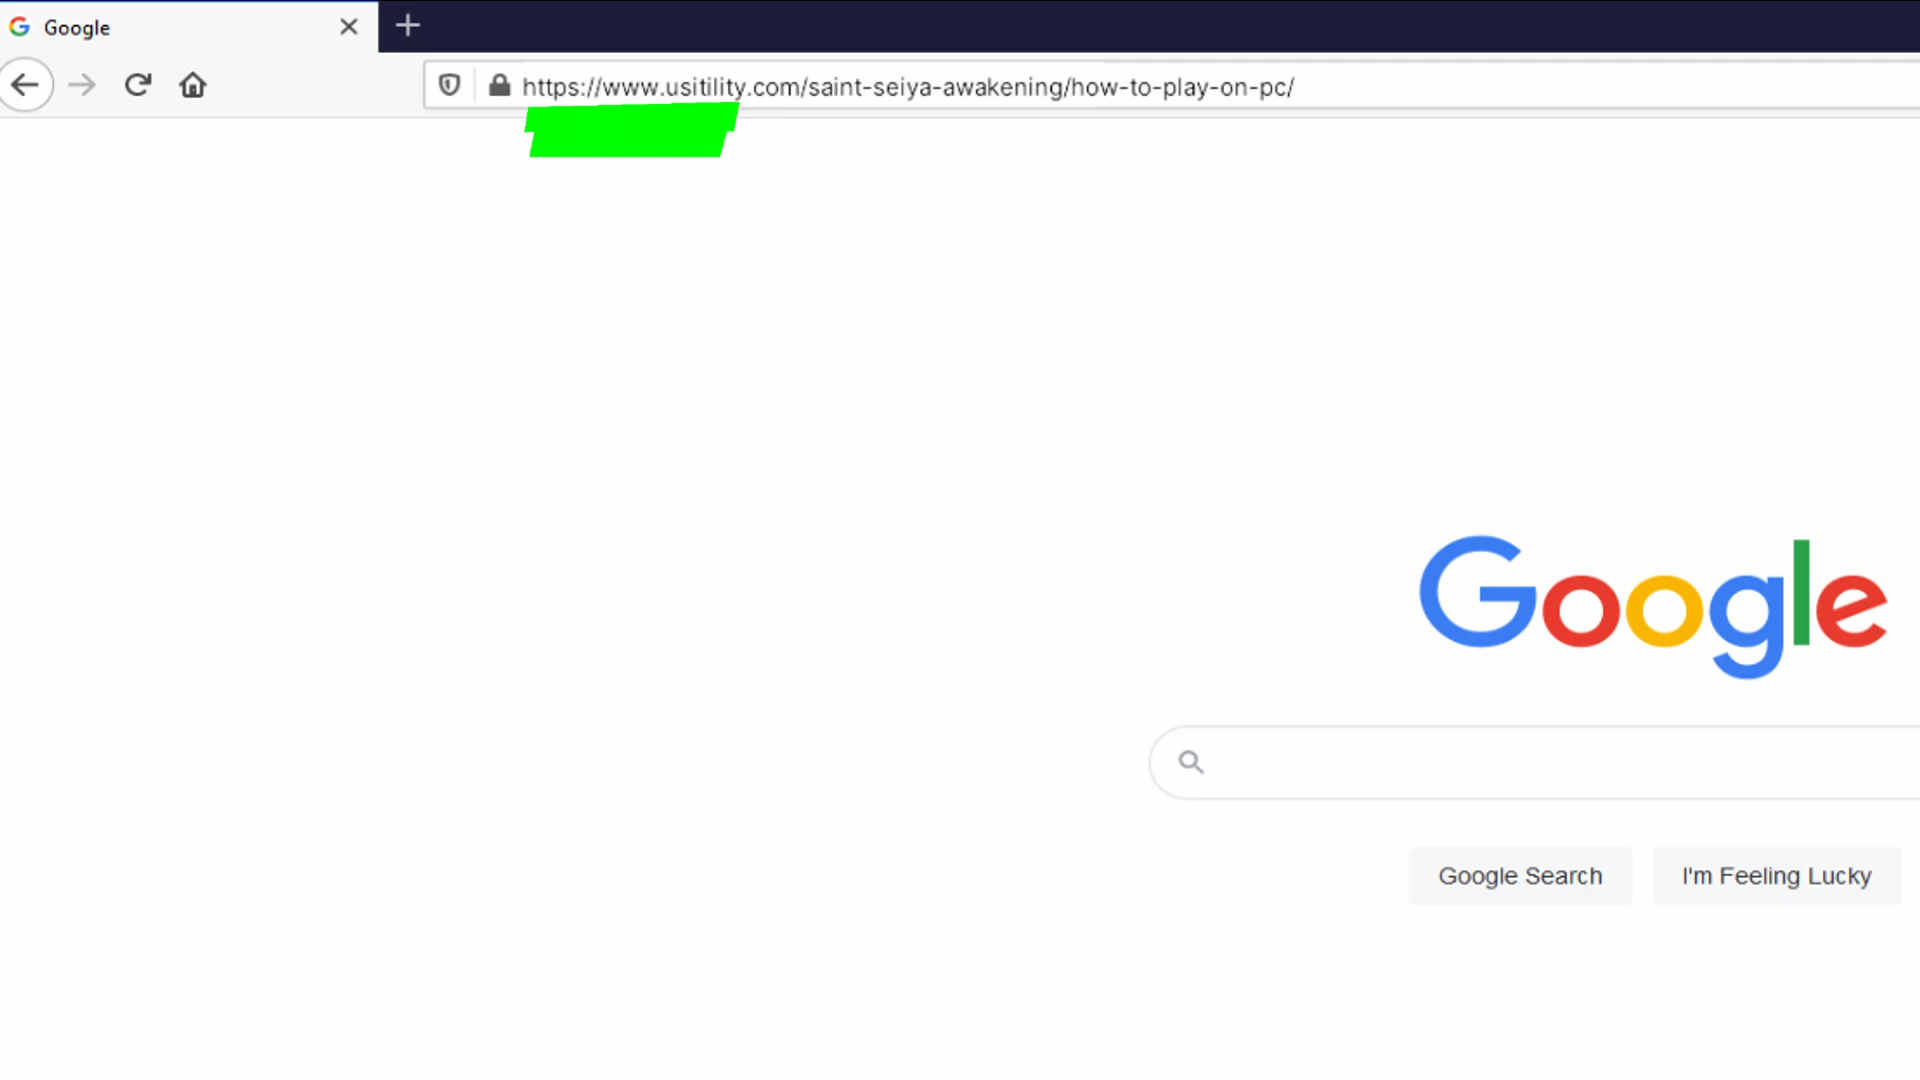 Google
https://www.usitility.com/saint-seiya-awakening/how-to-play-on-pc/
Google
Google Search
I'm Feeling Lucky